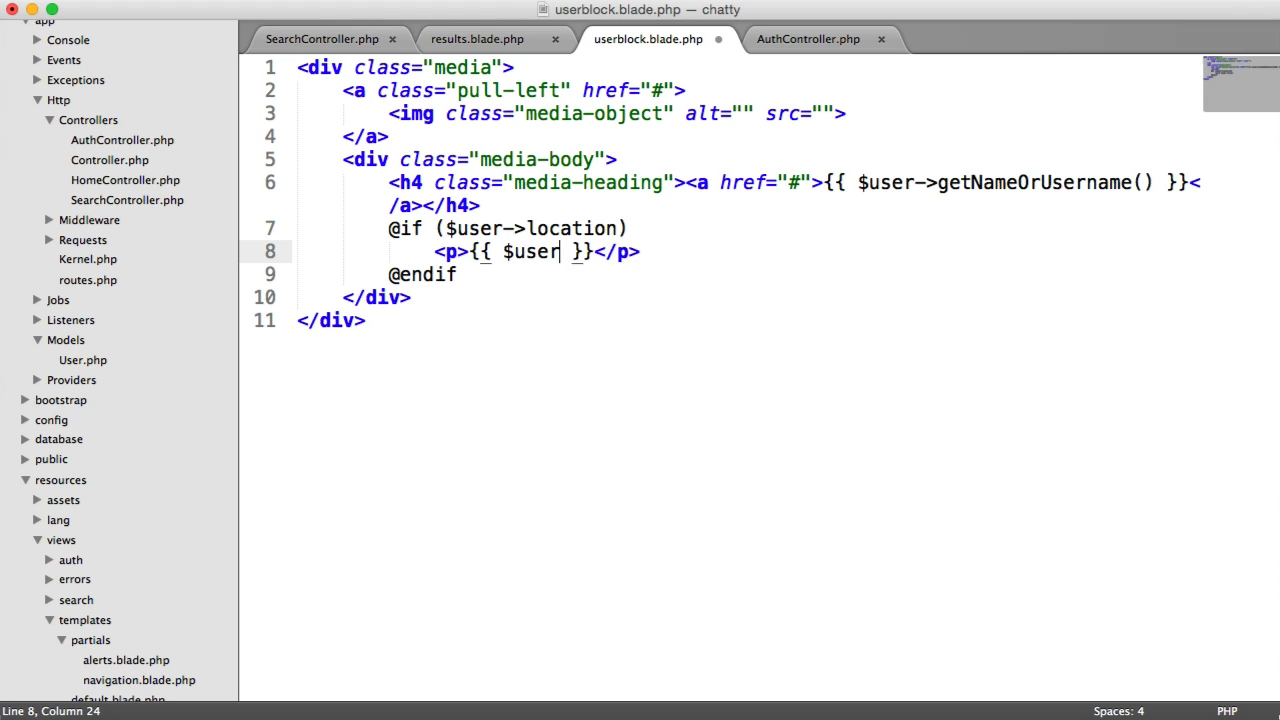 userblock.blade.php — chatty
app
Console
Events
Exceptions
Http
Controllers
AuthController.php
Controller.php
HomeController.php
SearchController.php
Middleware
Requests
Kernel.php
routes.php
Jobs
Listeners
Models
User.php
Providers
bootstrap
config
database
public
resources
assets
lang
views
auth
errors
search
templates
partials
alerts.blade.php
navigation.blade.php
default.blade.php
SearchController.php × results.blade.php × userblock.blade.php AuthController.php ×
1 <div class="media">
2 <a class="pull-left" href="#">
3 <img class="media-object" alt="" src="">
4 </a>
5 <div class="media-body">
6 <h4 class="media-heading"><a href="#">{{ $user->getNameOrUsername() }}<
/a></h4>
7 @if ($user->location)
8 <p>{{ $user }}</p>
9 @endif
10 </div>
11 </div>
Line 8, Column 24 Spaces: 4 PHP